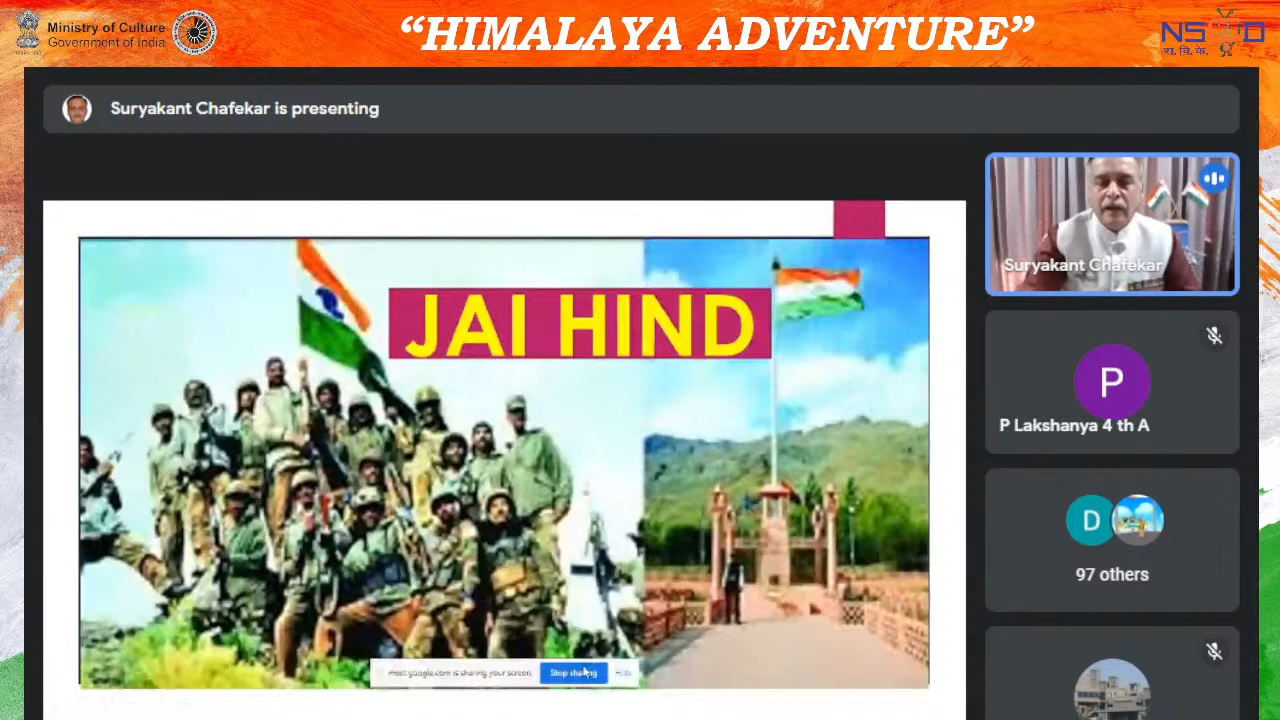 Ministry of Culture
Government of India
“HIMALAYA ADVENTURE”
NSD
रा. वि. के.
Suryakant Chafekar is presenting
JAI HIND
Suryakant Chafekar
P
P Lakshanya 4 th A
D
97 others
meet.google.com is sharing your screen.
Stop sharing
Hide